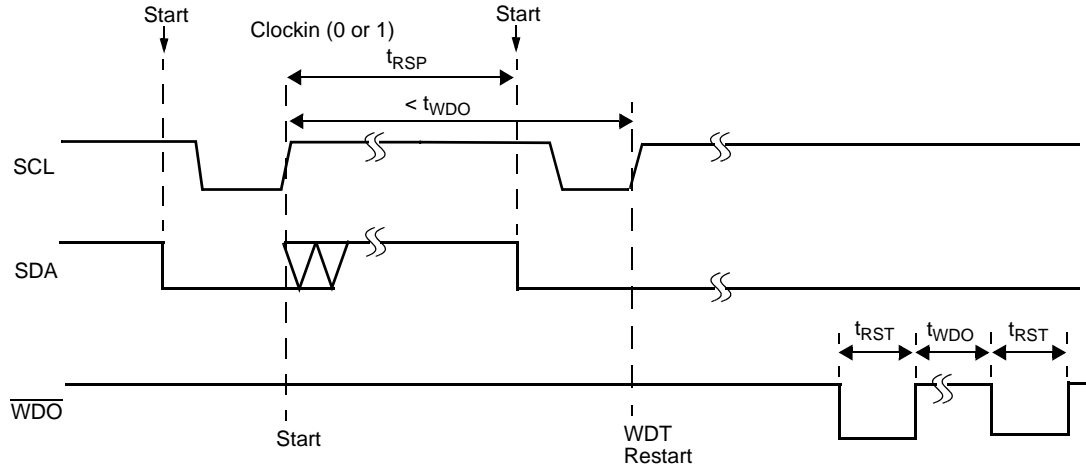 Start
Start
Clockin (0 or 1)
tRSP
< tWDO
SCL
SDA
tRST
tWDO
tRST
WDO
Start
WDT
Restart